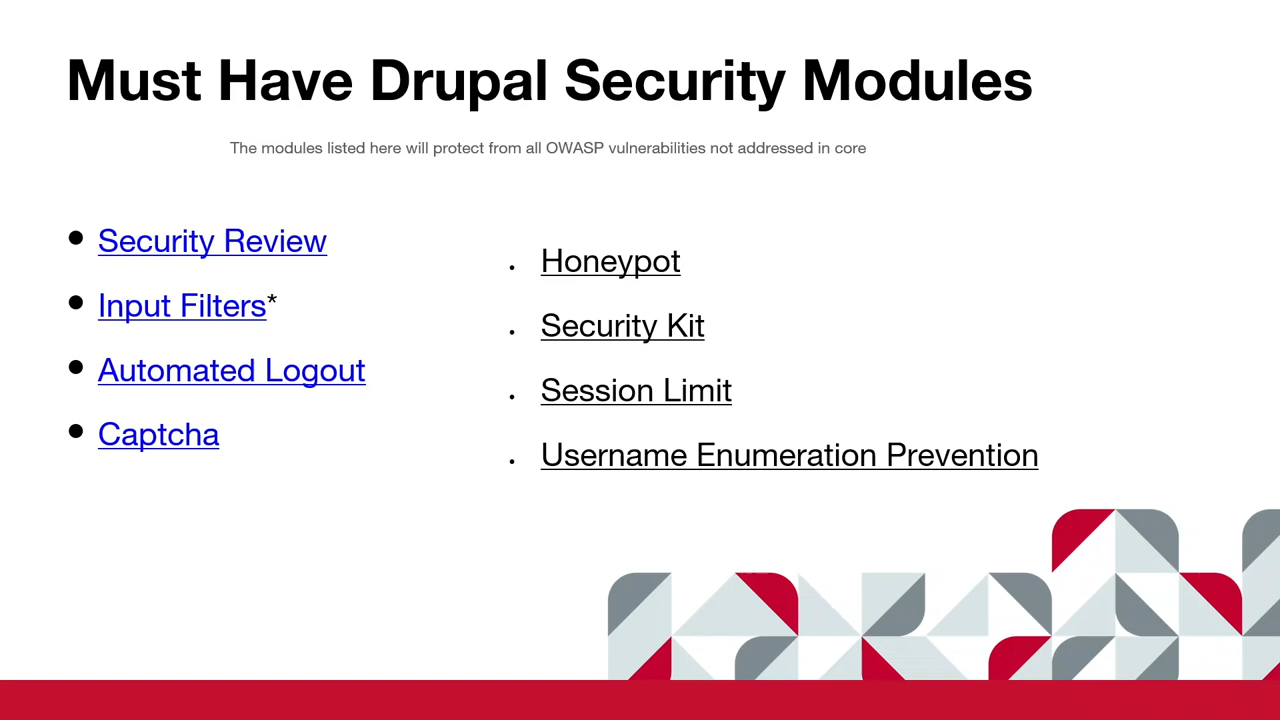 Must Have Drupal Security Modules
The modules listed here will protect from all OWASP vulnerabilities not addressed in core
• Security Review
• Input Filters*
• Automated Logout
• Captcha
• Honeypot
• Security Kit
• Session Limit
• Username Enumeration Prevention